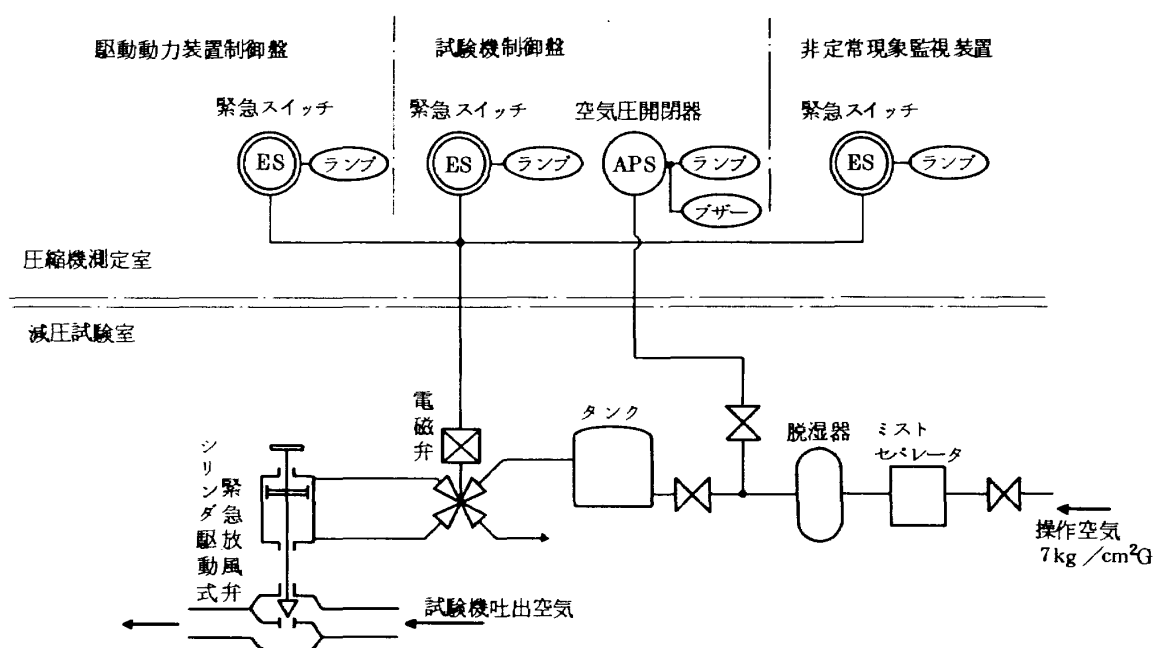 駆動動力装置制御盤
試験機制御盤
非定常現象監視装置
緊急スイッチ
緊急スイッチ
空気圧開閉器
緊急スイッチ
ES
ランプ
ES
ランプ
APS
ランプ
ブザー
ES
ランプ
圧縮機測定室
減圧試験室
電磁弁
タンク
脱湿器
ミスト
セパレータ
シリンダ駆動式
緊急放風弁
操作空気
7kg/cm²G
試験機吐出空気